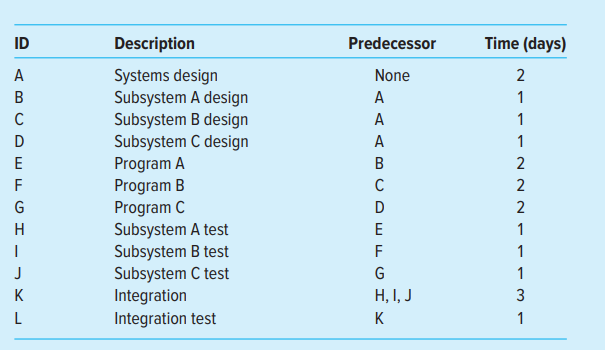 ID Description Predecessor Time (days)
A Systems design None 2
B Subsystem A design A 1
C Subsystem B design A 1
D Subsystem C design A 1
E Program A B 2
F Program B C 2
G Program C D 2
H Subsystem A test E 1
I Subsystem B test F 1
J Subsystem C test G 1
K Integration H, I, J 3
L Integration test K 1